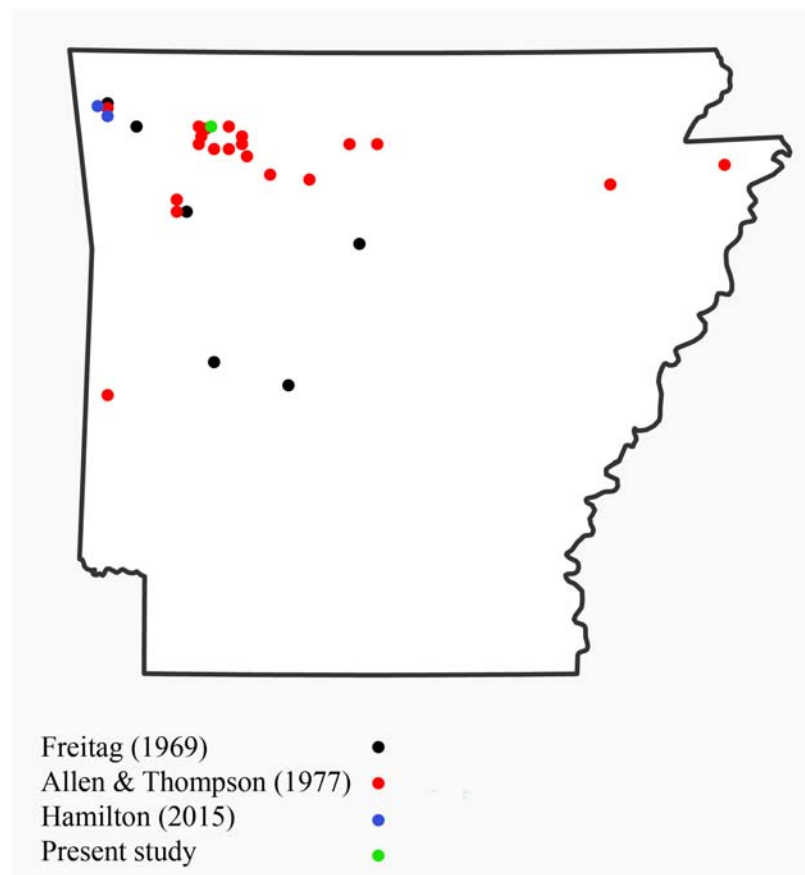 Freitag (1969)
Allen & Thompson (1977)
Hamilton (2015)
Present study